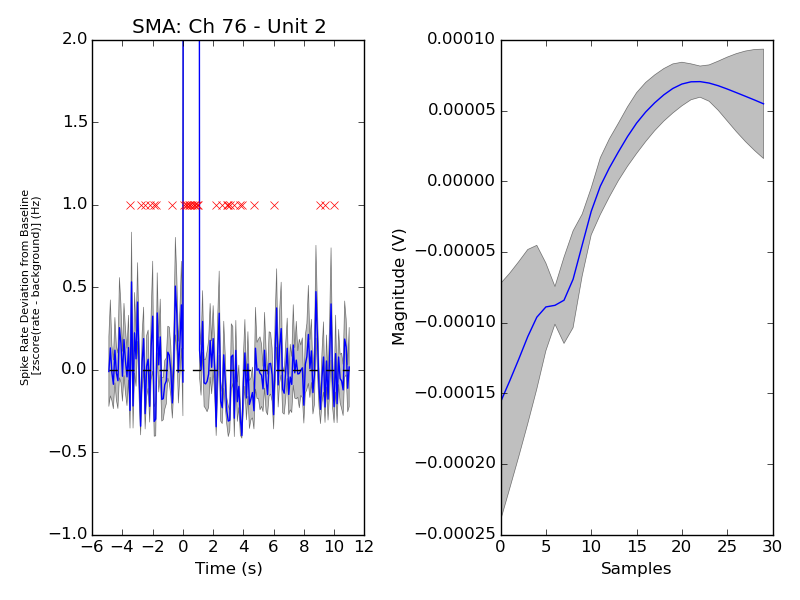 SMA: Ch 76 - Unit 2
Spike Rate Deviation from Baseline
[zscore(rate - background)] (Hz)
2.0
1.5
1.0
0.5
0.0
−0.5
−1.0
−6 −4 −2 0 2 4 6 8 10 12
Time (s)
Magnitude (V)
0.00010
0.00005
0.00000
−0.00005
−0.00010
−0.00015
−0.00020
−0.00025
0 5 10 15 20 25 30
Samples